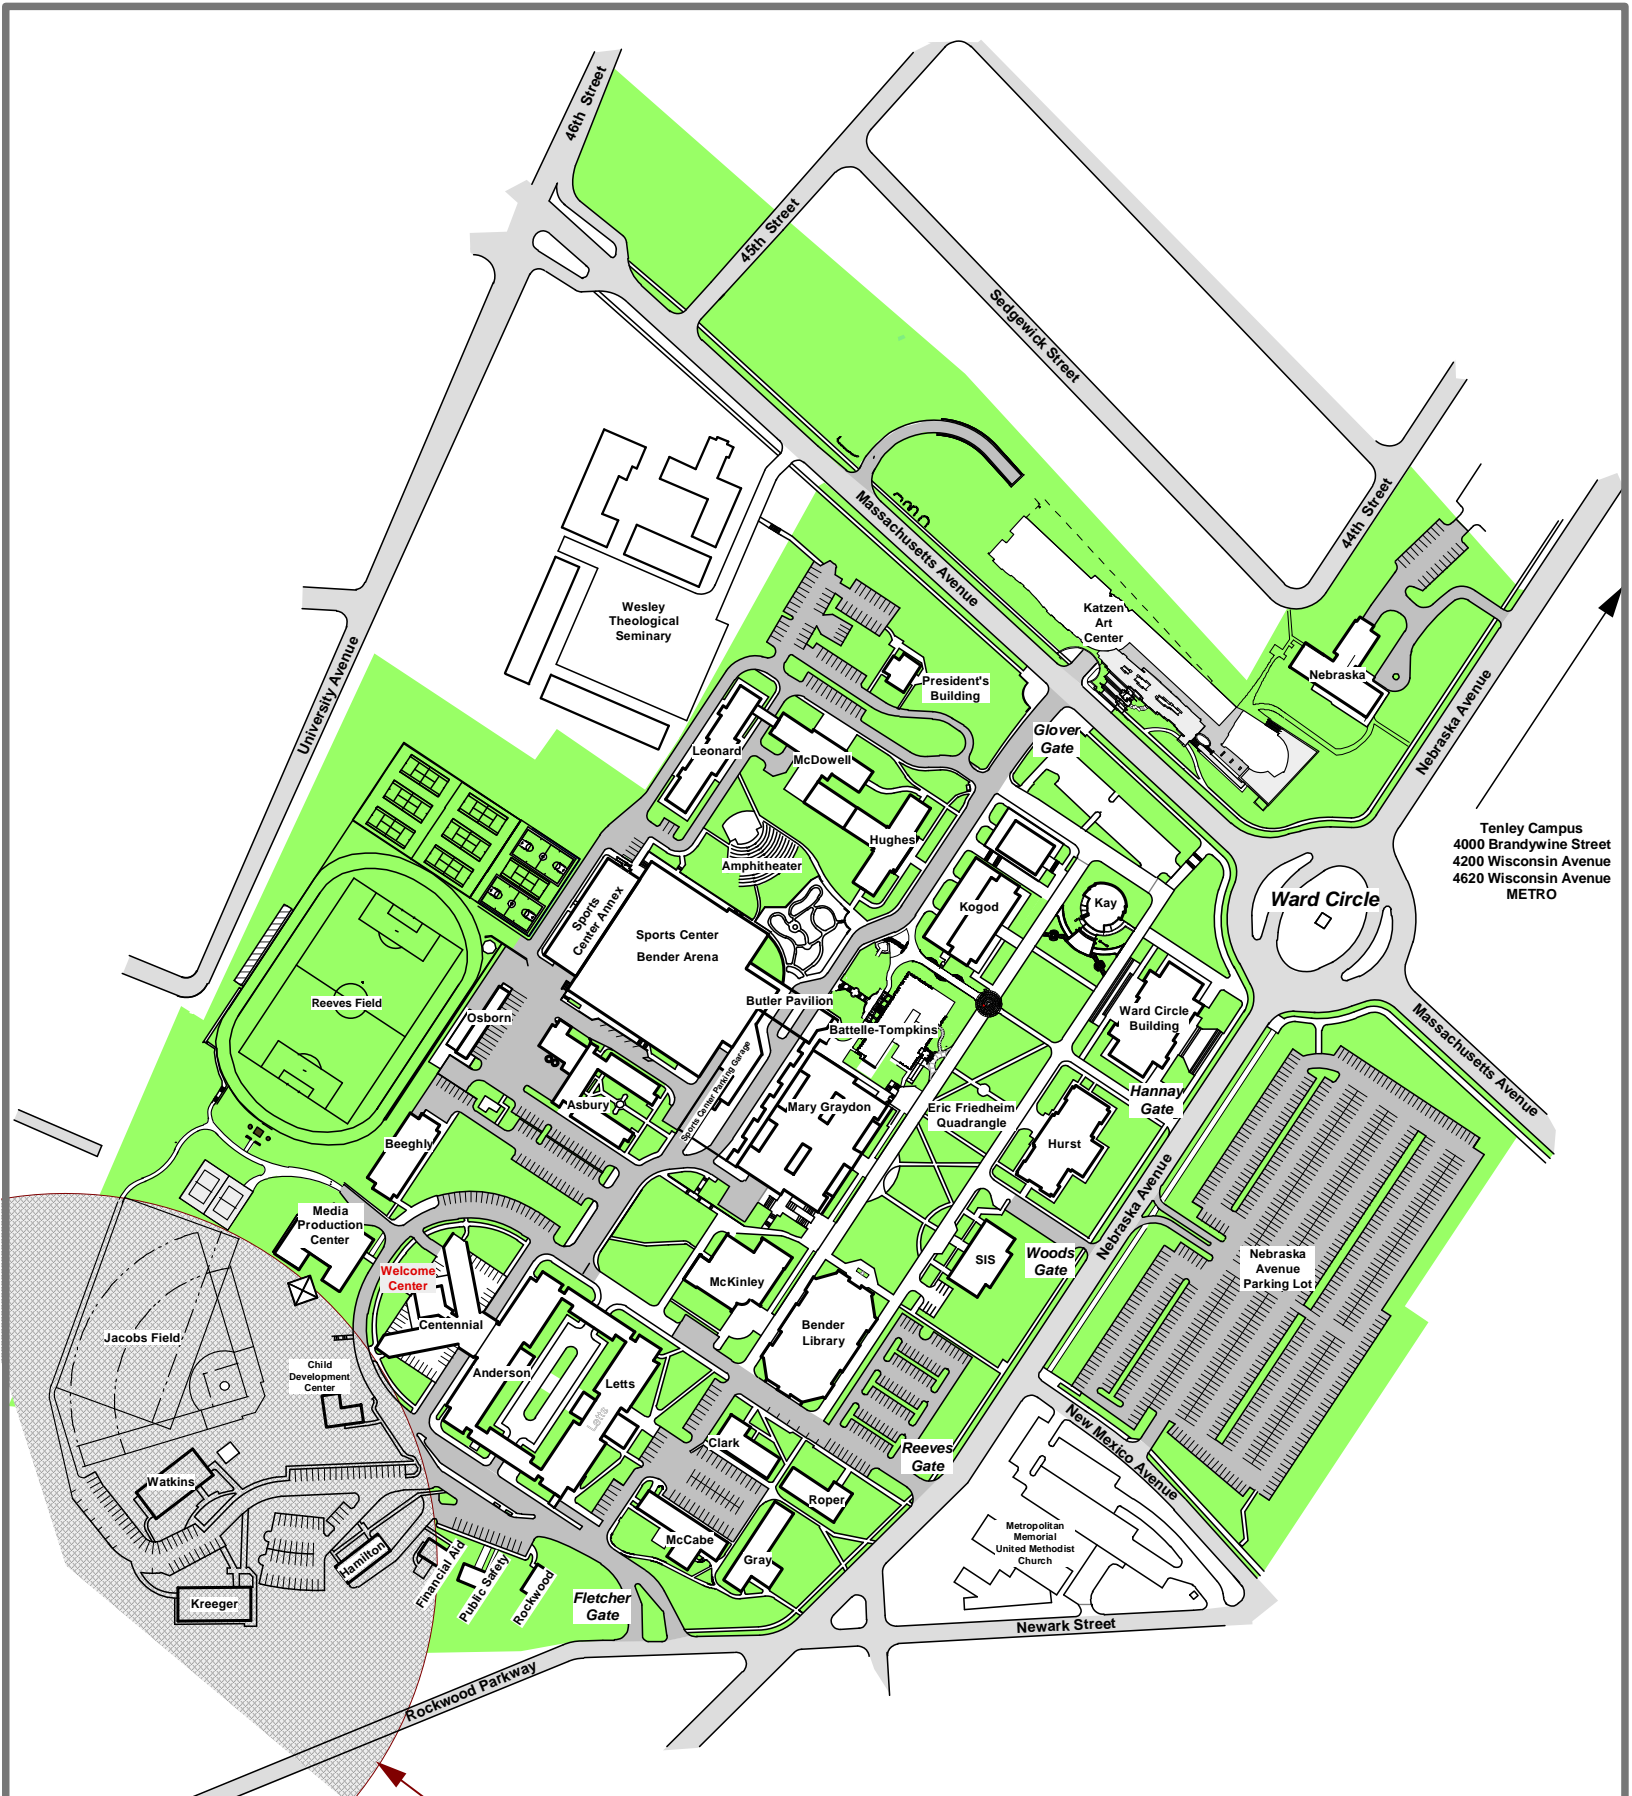 46th Street
45th Street
Sedgewick Street
Massachusetts Avenue
44th Street
Wesley
Theological
Seminary
Katzen
Art
Center
University Avenue
President's
Building
Nebraska
Nebraska Avenue
Glover
Gate
Leonard
McDowell
Hughes
Amphitheater
Tenley Campus
4000 Brandywine Street
4200 Wisconsin Avenue
4620 Wisconsin Avenue
METRO
Ward Circle
Kay
Kogod
Sports
Center Annex
Sports Center
Bender Arena
Reeves Field
Osborn
Butler Pavilion
Battelle-Tompkins
Ward Circle
Building
Massachusetts Avenue
Sports Center Parking Garage
Asbury
Mary Graydon
Eric Friedheim
Quadrangle
Hannay
Gate
Beeghly
Hurst
Nebraska Avenue
Media
Production
Center
Welcome
Center
McKinley
SIS
Woods
Gate
Nebraska
Avenue
Parking Lot
Jacobs Field
Centennial
Bender
Library
Child
Development
Center
Anderson
Letts
Letts
New Mexico Avenue
Clark
Reeves
Gate
Watkins
Roper
McCabe
Gray
Metropolitan
Memorial
United Methodist
Church
Hamilton
Financial Aid
Public Safety
Rockwood
Kreeger
Fletcher
Gate
Newark Street
Rockwood Parkway